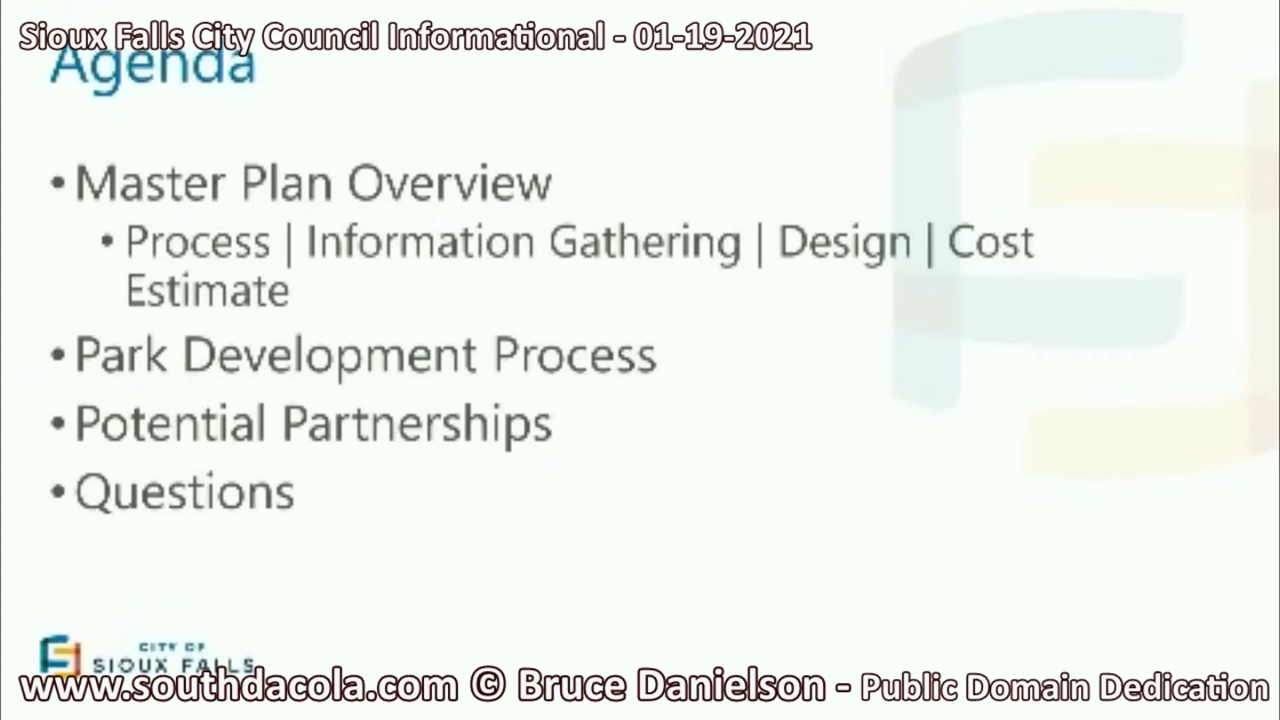 Sioux Falls City Council Informational - 01-19-2021
Agenda
• Master Plan Overview
• Process | Information Gathering | Design | Cost
Estimate
• Park Development Process
• Potential Partnerships
• Questions
CITY OF
SIOUX FALLS
www.southdacola.com © Bruce Danielson - Public Domain Dedication